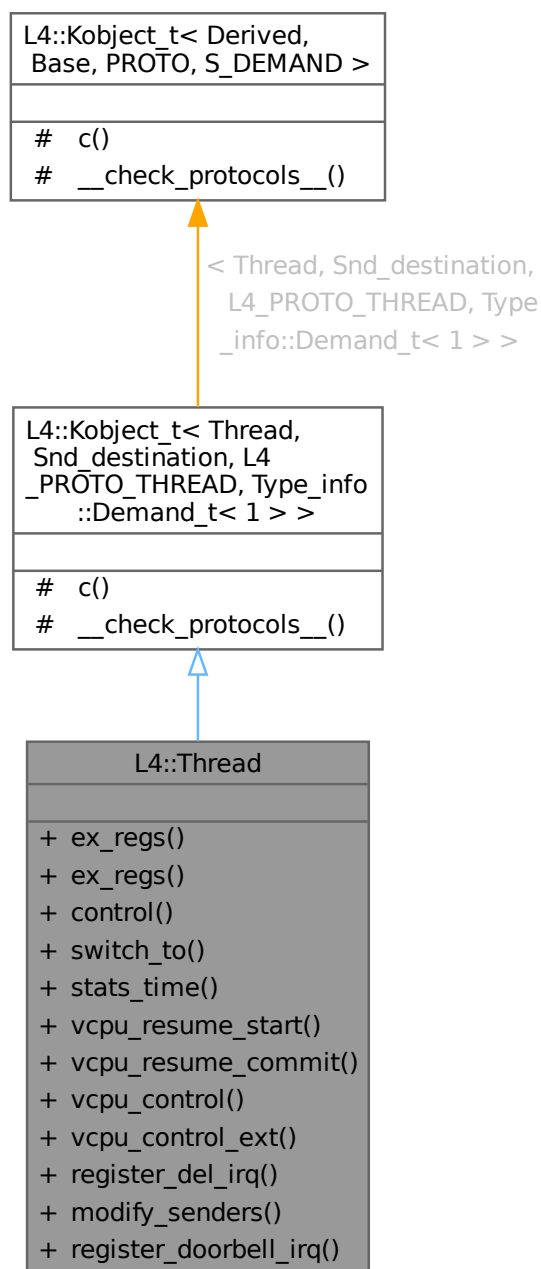 L4::Kobject_t< Derived,
Base, PROTO, S_DEMAND >
# c()
# __check_protocols__()
< Thread, Snd_destination,
L4_PROTO_THREAD, Type
_info::Demand_t< 1 > >
L4::Kobject_t< Thread,
Snd_destination, L4
_PROTO_THREAD, Type_info
::Demand_t< 1 > >
# c()
# __check_protocols__()
L4::Thread
+ ex_regs()
+ ex_regs()
+ control()
+ switch_to()
+ stats_time()
+ vcpu_resume_start()
+ vcpu_resume_commit()
+ vcpu_control()
+ vcpu_control_ext()
+ register_del_irq()
+ modify_senders()
+ register_doorbell_irq()